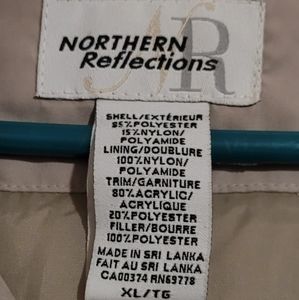 NR
NORTHERN
Reflections
SHELL/EXTÉRIEUR
85%POLYESTER
15%NYLON/
POLYAMIDE
LINING/DOUBLURE
100%NYLON/
POLYAMIDE
TRIM/GARNITURE
80%ACRYLIC/
ACRYLIQUE
20%POLYESTER
FILLER/BOURRE
100%POLYESTER
MADE IN SRI LANKA
FAIT AU SRI LANKA
CA00374 RN69778
XL/TG